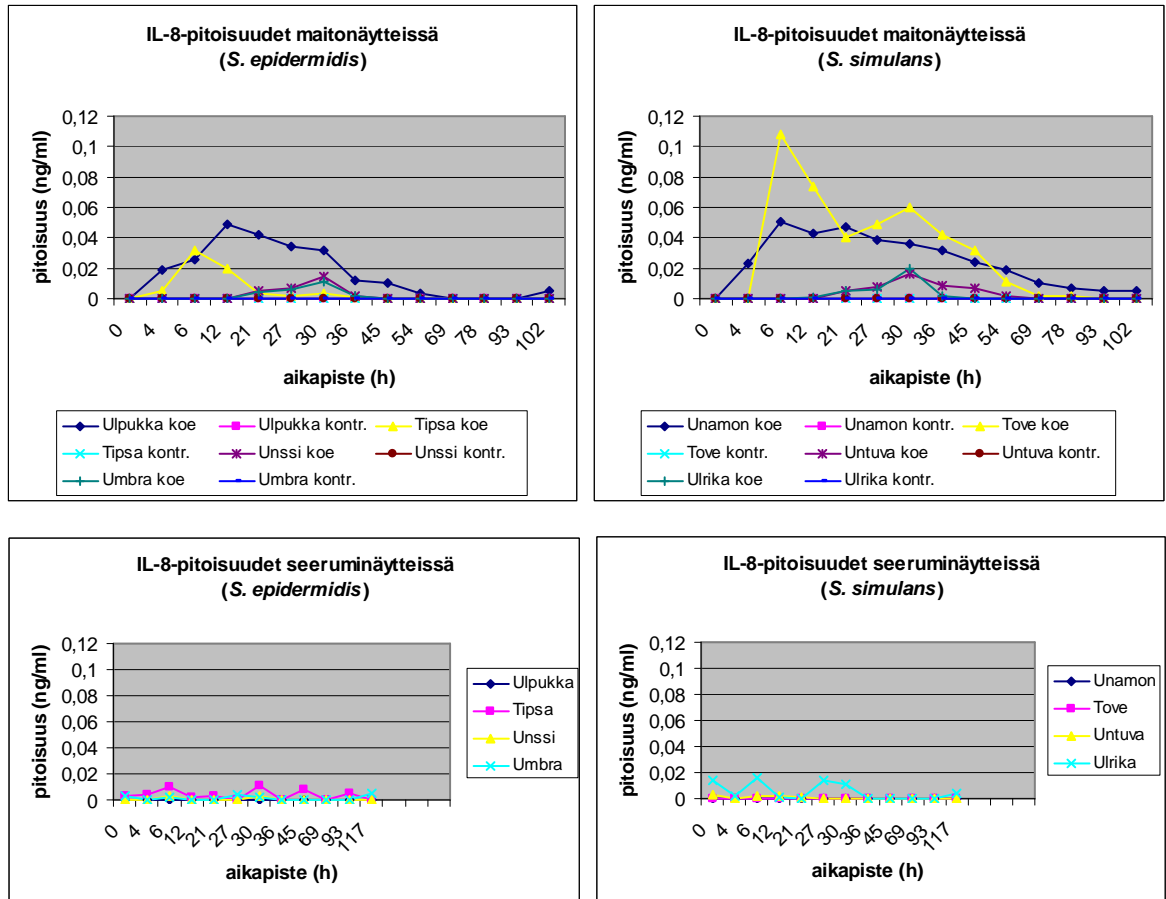 IL-8-pitoisuudet maitonäytteissä
(S. epidermidis)
pitoisuus (ng/ml)
0,12
0,1
0,08
0,06
0,04
0,02
0
0 4 6 12 21 27 30 36 45 54 69 78 93 102
aikapiste (h)
Ulpukka koe Ulpukka kontr. Tipsa koe
Tipsa kontr. Unssi koe Unssi kontr.
Umbra koe Umbra kontr.
IL-8-pitoisuudet maitonäytteissä
(S. simulans)
pitoisuus (ng/ml)
0,12
0,1
0,08
0,06
0,04
0,02
0
0 4 6 12 21 27 30 36 45 54 69 78 93 102
aikapiste (h)
Unamon koe Unamon kontr. Tove koe
Tove kontr. Untuva koe Untuva kontr.
Ulrika koe Ulrika kontr.
IL-8-pitoisuudet seeruminäytteissä
(S. epidermidis)
pitoisuus (ng/ml)
0,12
0,1
0,08
0,06
0,04
0,02
0
0 4 6 12 21 27 30 36 45 69 93 117
aikapiste (h)
Ulpukka
Tipsa
Unssi
Umbra
IL-8-pitoisuudet seeruminäytteissä
(S. simulans)
pitoisuus (ng/ml)
0,12
0,1
0,08
0,06
0,04
0,02
0
0 4 6 12 21 27 30 36 45 69 93 117
aikapiste (h)
Unamon
Tove
Untuva
Ulrika